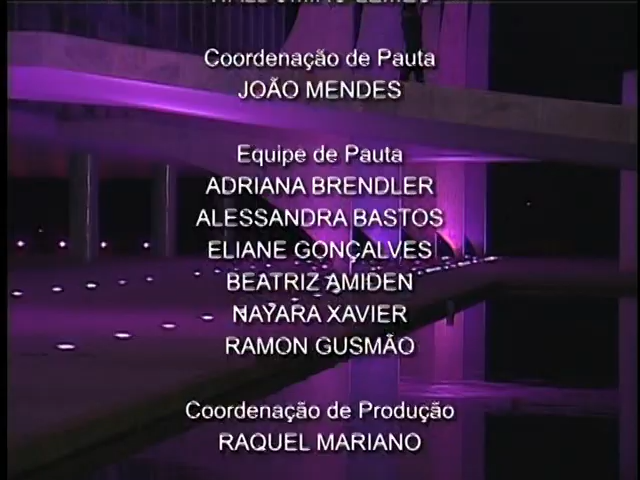 Coordenação de Pauta
JOÃO MENDES
Equipe de Pauta
ADRIANA BRENDLER
ALESSANDRA BASTOS
ELIANE GONÇALVES
BEATRIZ AMIDEN
NAYARA XAVIER
RAMON GUSMÃO
Coordenação de Produção
RAQUEL MARIANO